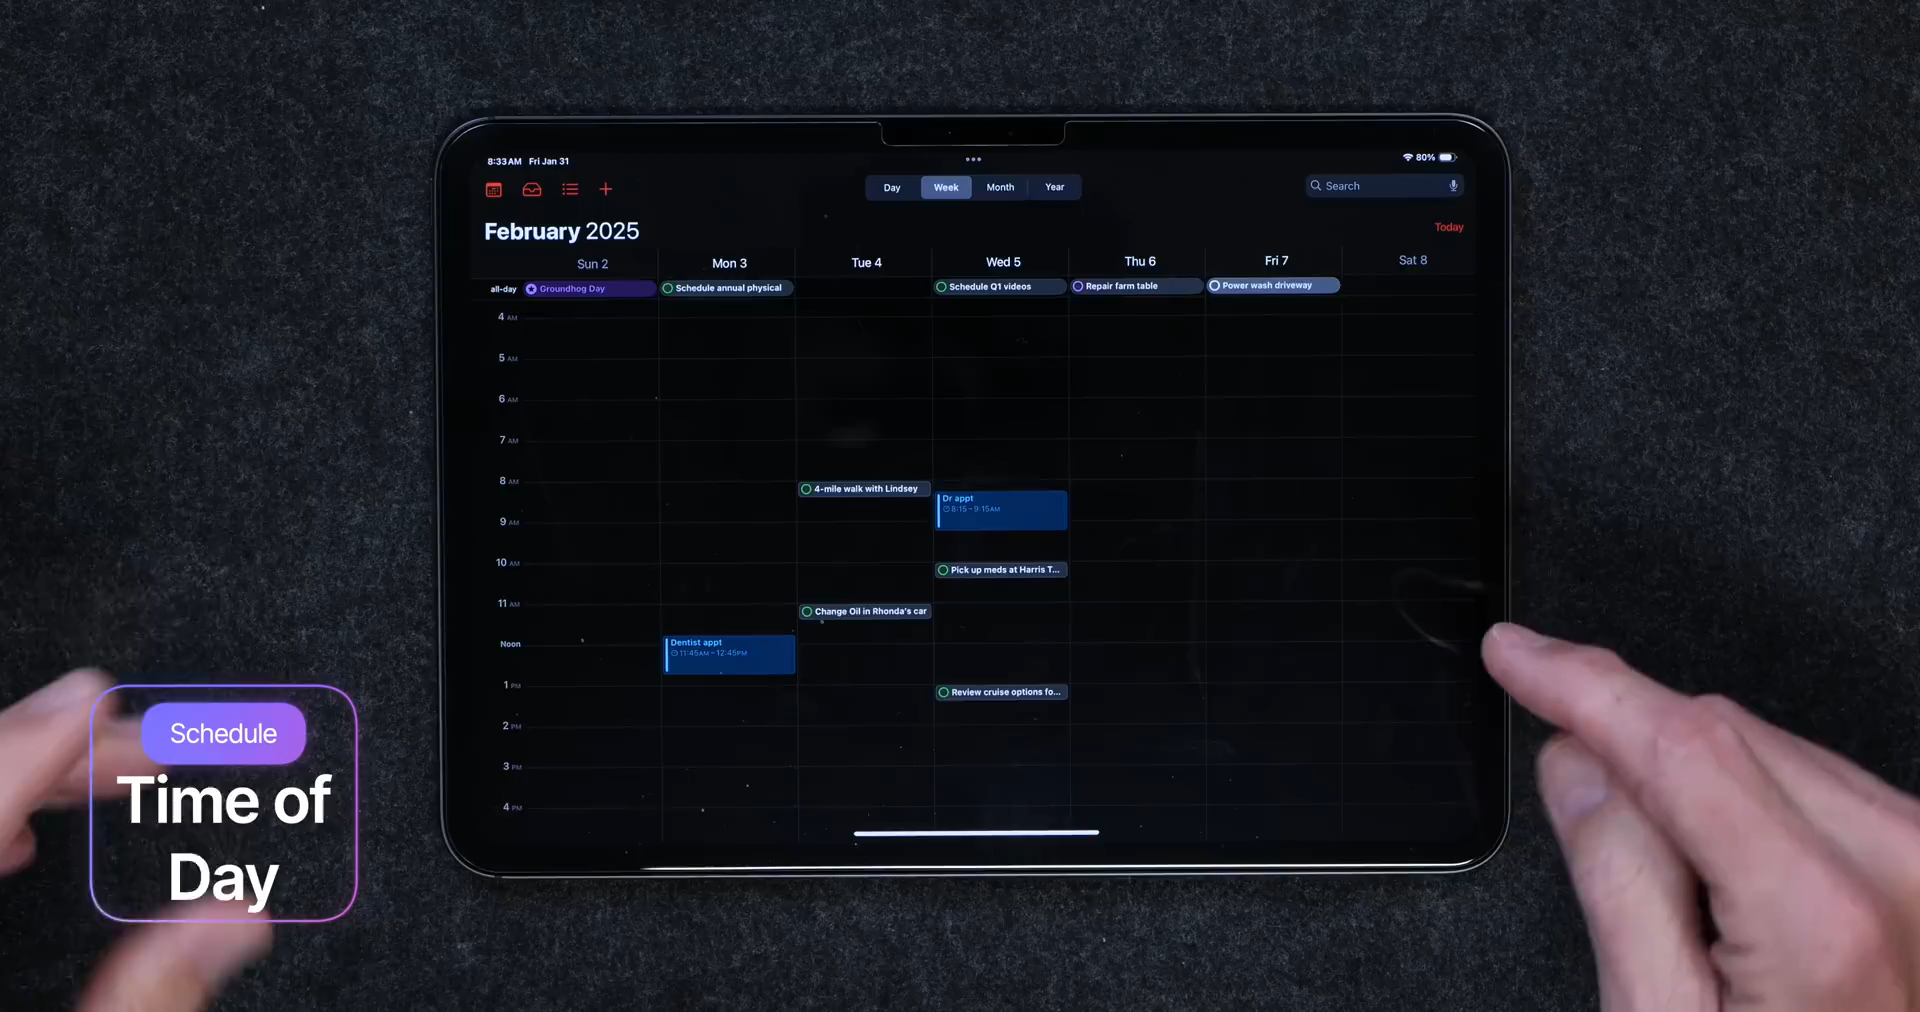 8:33 AM Fri Jan 31
80%
Day Week Month Year
Search
February 2025
Today
Sun 2 Mon 3 Tue 4 Wed 5 Thu 6 Fri 7 Sat 8
all-day Groundhog Day Schedule annual physical Schedule Q1 videos Repair farm table Power wash driveway
4 AM
5 AM
6 AM
7 AM
8 AM
4-mile walk with Lindsey
Dr appt
8:15 – 9:15AM
9 AM
10 AM
Pick up meds at Harris T...
11 AM
Change Oil in Rhonda's car
Noon
Dentist appt
11:45AM – 12:45PM
1 PM
Review cruise options fo...
2 PM
3 PM
4 PM
Schedule
Time of
Day